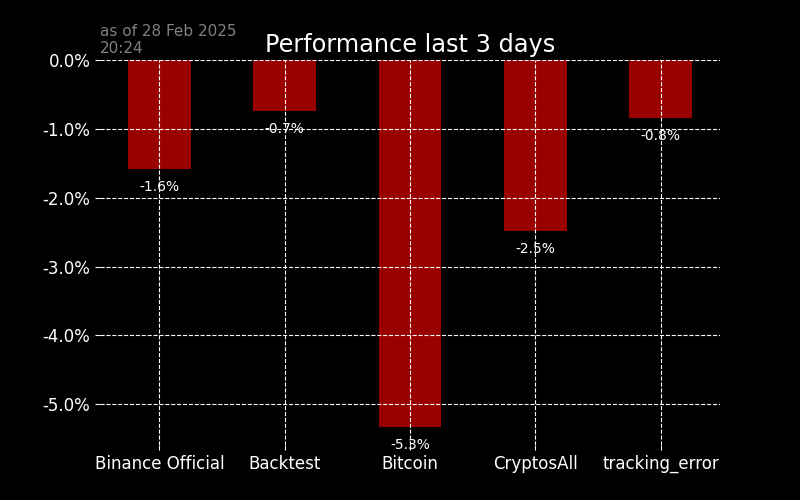 as of 28 Feb 2025
20:24
Performance last 3 days
0.0%
-1.0%
-2.0%
-3.0%
-4.0%
-5.0%
-1.6%
-0.7%
-5.3%
-2.5%
-0.8%
Binance Official
Backtest
Bitcoin
CryptosAll
tracking_error